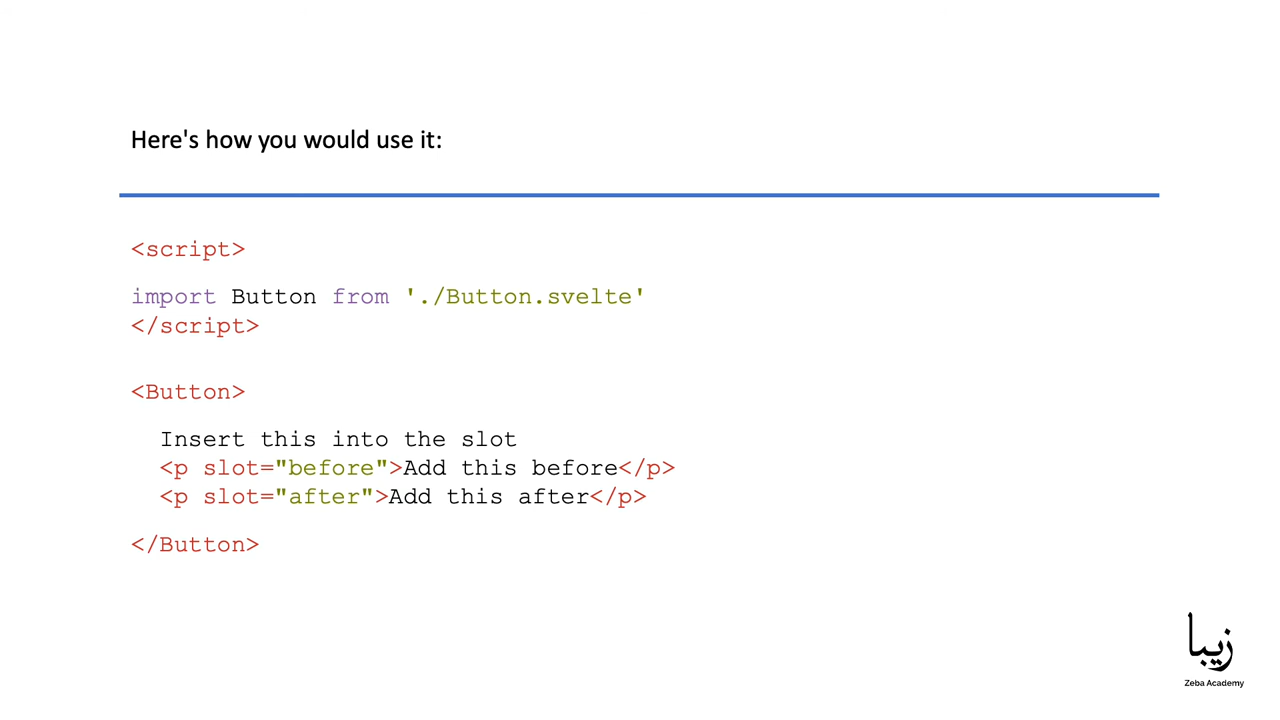 Here's how you would use it:
<script>
import Button from './Button.svelte'
</script>
<Button>
Insert this into the slot
<p slot="before">Add this before</p>
<p slot="after">Add this after</p>
</Button>
زيبا
Zeba Academy